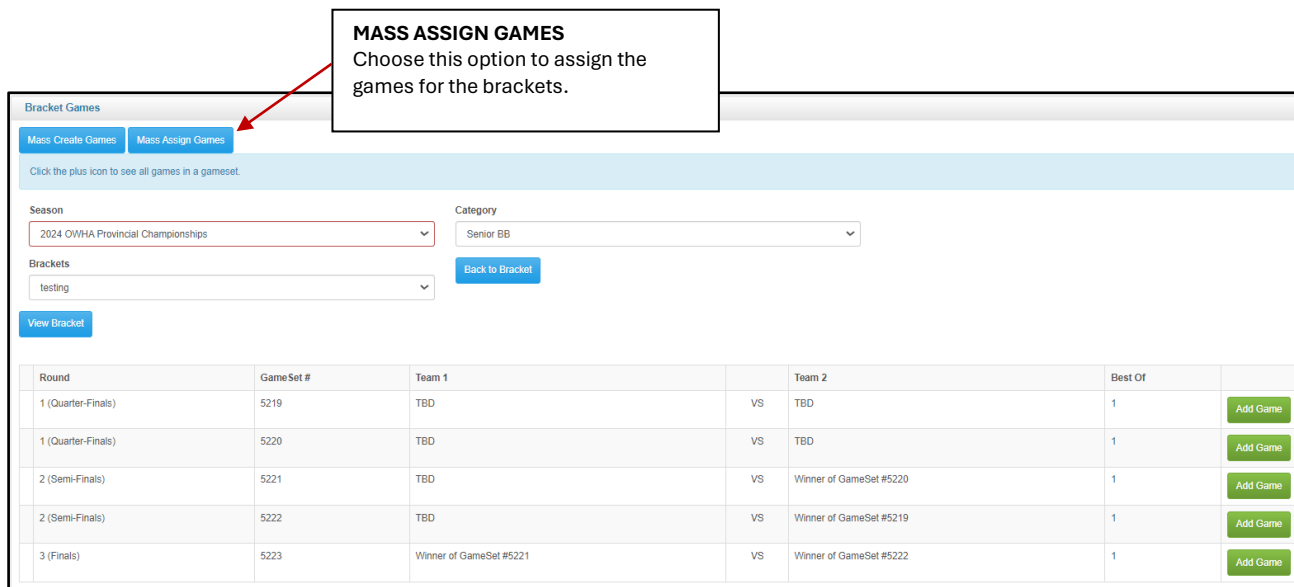 MASS ASSIGN GAMES
Choose this option to assign the
games for the brackets.
Bracket Games
Mass Create Games Mass Assign Games
Click the plus icon to see all games in a gameset.
Season Category
2024 OWHA Provincial Championships Senior BB
Brackets
Back to Bracket
testing
View Bracket
Round GameSet # Team 1 Team 2 Best Of
1 (Quarter-Finals) 5219 TBD VS TBD 1 Add Game
1 (Quarter-Finals) 5220 TBD VS TBD 1 Add Game
2 (Semi-Finals) 5221 TBD VS Winner of GameSet #5220 1 Add Game
2 (Semi-Finals) 5222 TBD VS Winner of GameSet #5219 1 Add Game
3 (Finals) 5223 Winner of GameSet #5221 VS Winner of GameSet #5222 1 Add Game